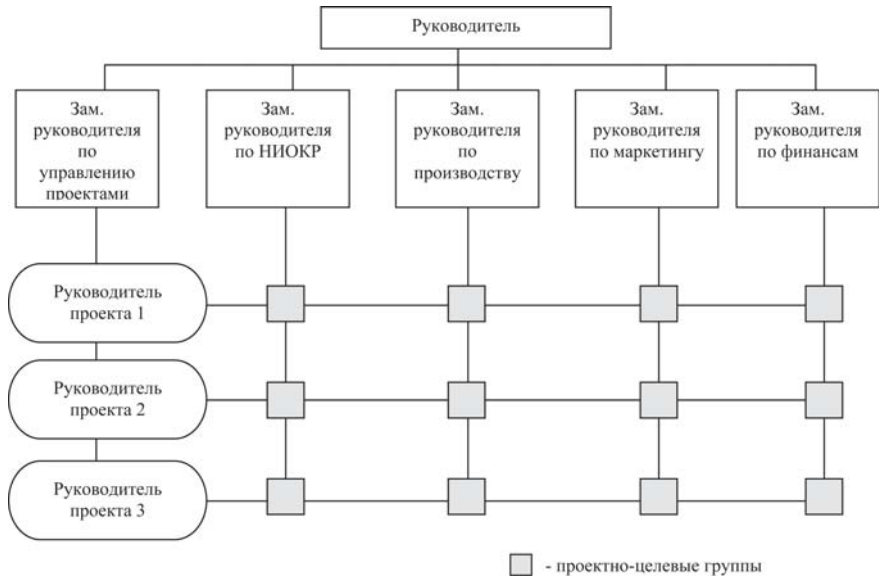 Руководитель
Зам.
руководителя
по
управлению
проектами
Зам.
руководителя
по НИОКР
Зам.
руководителя
по
производству
Зам.
руководителя
по маркетингу
Зам.
руководителя
по финансам
Руководитель
проекта 1
Руководитель
проекта 2
Руководитель
проекта 3
- проектно-целевые группы